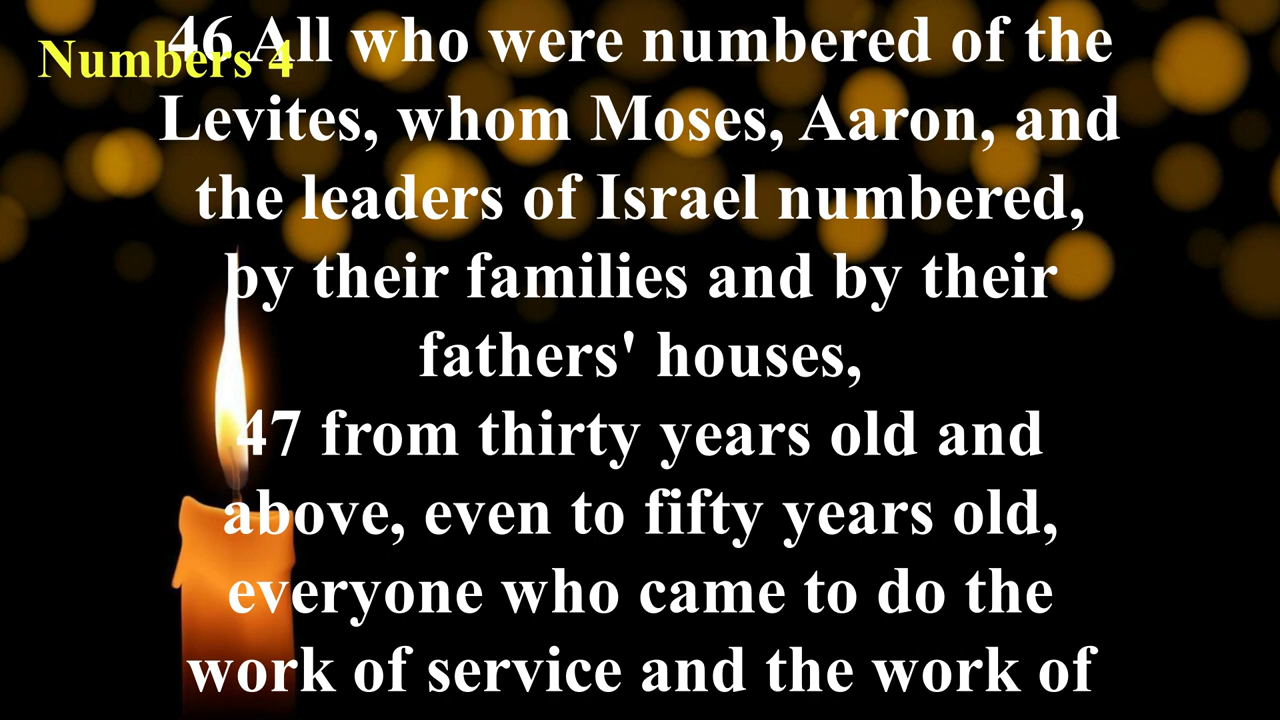 Numbers 4
46 All who were numbered of the
Levites, whom Moses, Aaron, and
the leaders of Israel numbered,
by their families and by their
fathers' houses,
47 from thirty years old and
above, even to fifty years old,
everyone who came to do the
work of service and the work of